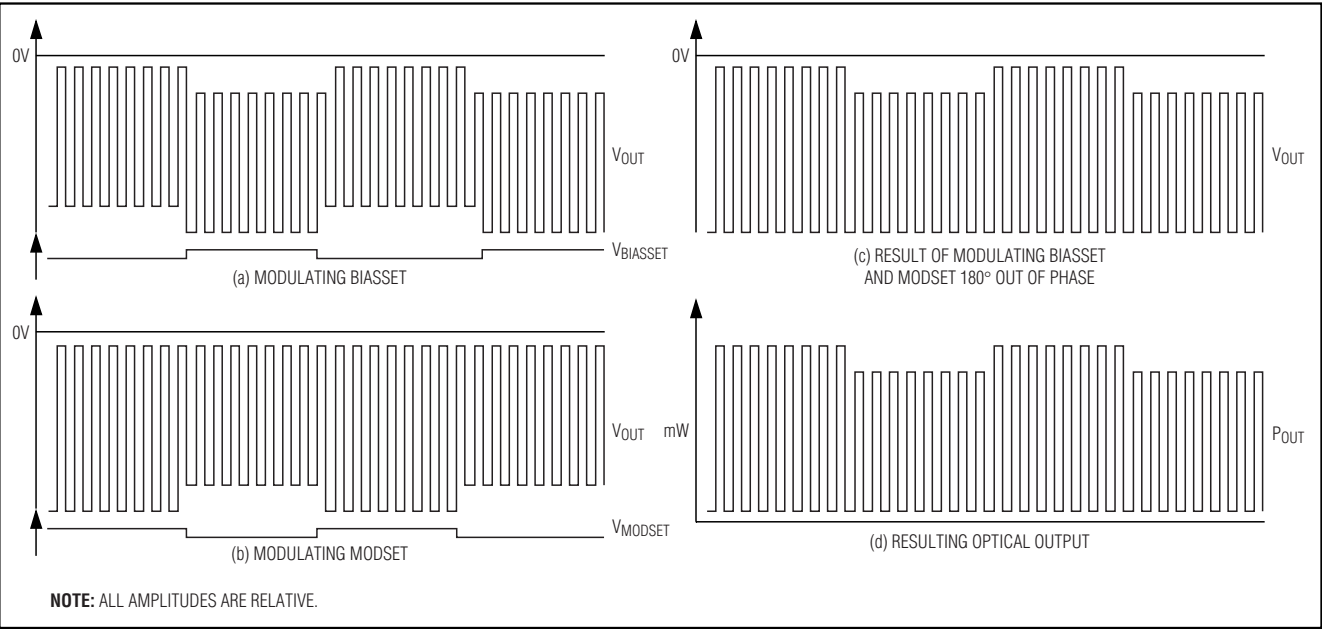 0V
VOUT
VBIASSET
(a) MODULATING BIASSET
0V
VOUT
VMODSET
(b) MODULATING MODSET
0V
VOUT
(c) RESULT OF MODULATING BIASSET
AND MODSET 180° OUT OF PHASE
mW
POUT
(d) RESULTING OPTICAL OUTPUT
NOTE: ALL AMPLITUDES ARE RELATIVE.